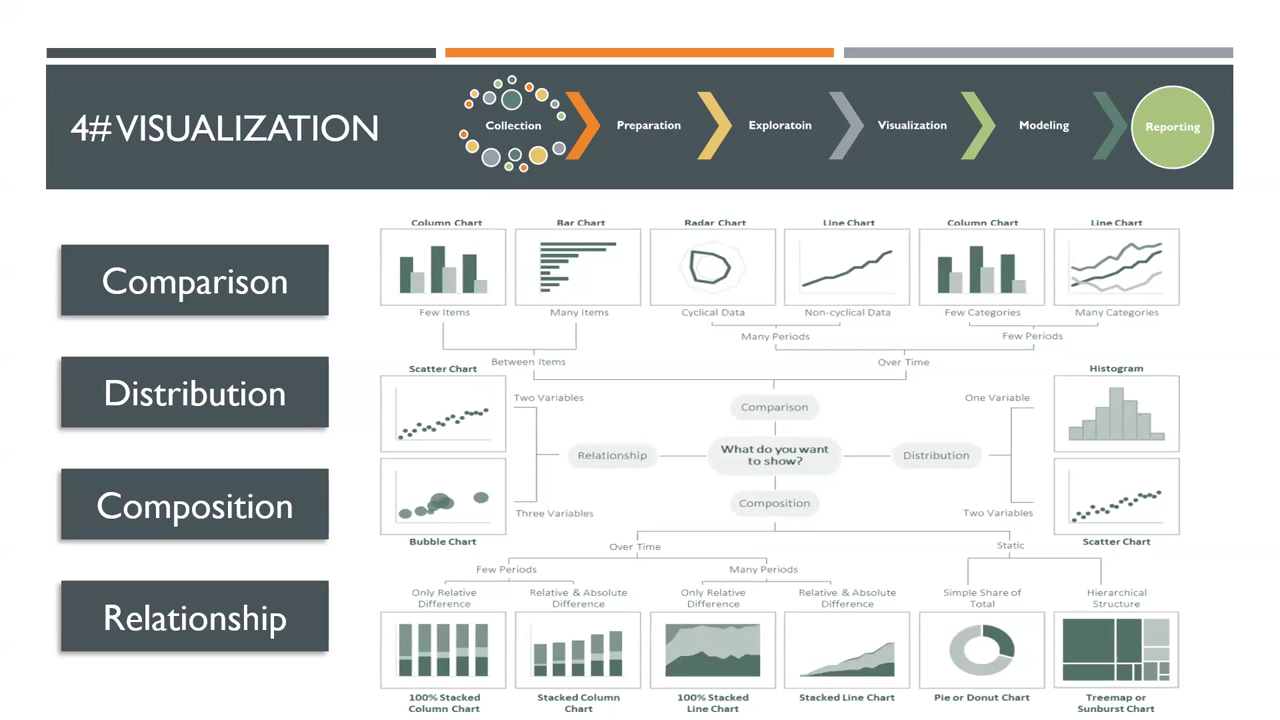 4# VISUALIZATION
Collection
Preparation
Exploratoin
Visualization
Modeling
Reporting
Comparison
Distribution
Composition
Relationship
Column Chart
Bar Chart
Radar Chart
Line Chart
Column Chart
Line Chart
Few Items
Many Items
Cyclical Data
Non-cyclical Data
Few Categories
Many Categories
Many Periods
Few Periods
Between Items
Over Time
Scatter Chart
Histogram
Two Variables
One Variable
Comparison
Relationship
What do you want
to show?
Distribution
Composition
Three Variables
Two Variables
Bubble Chart
Scatter Chart
Over Time
Static
Few Periods
Many Periods
Only Relative
Difference
Relative & Absolute
Difference
Only Relative
Difference
Relative & Absolute
Difference
Simple Share of
Total
Hierarchical
Structure
100% Stacked
Column Chart
Stacked Column
Chart
100% Stacked
Line Chart
Stacked Line Chart
Pie or Donut Chart
Treemap or
Sunburst Chart